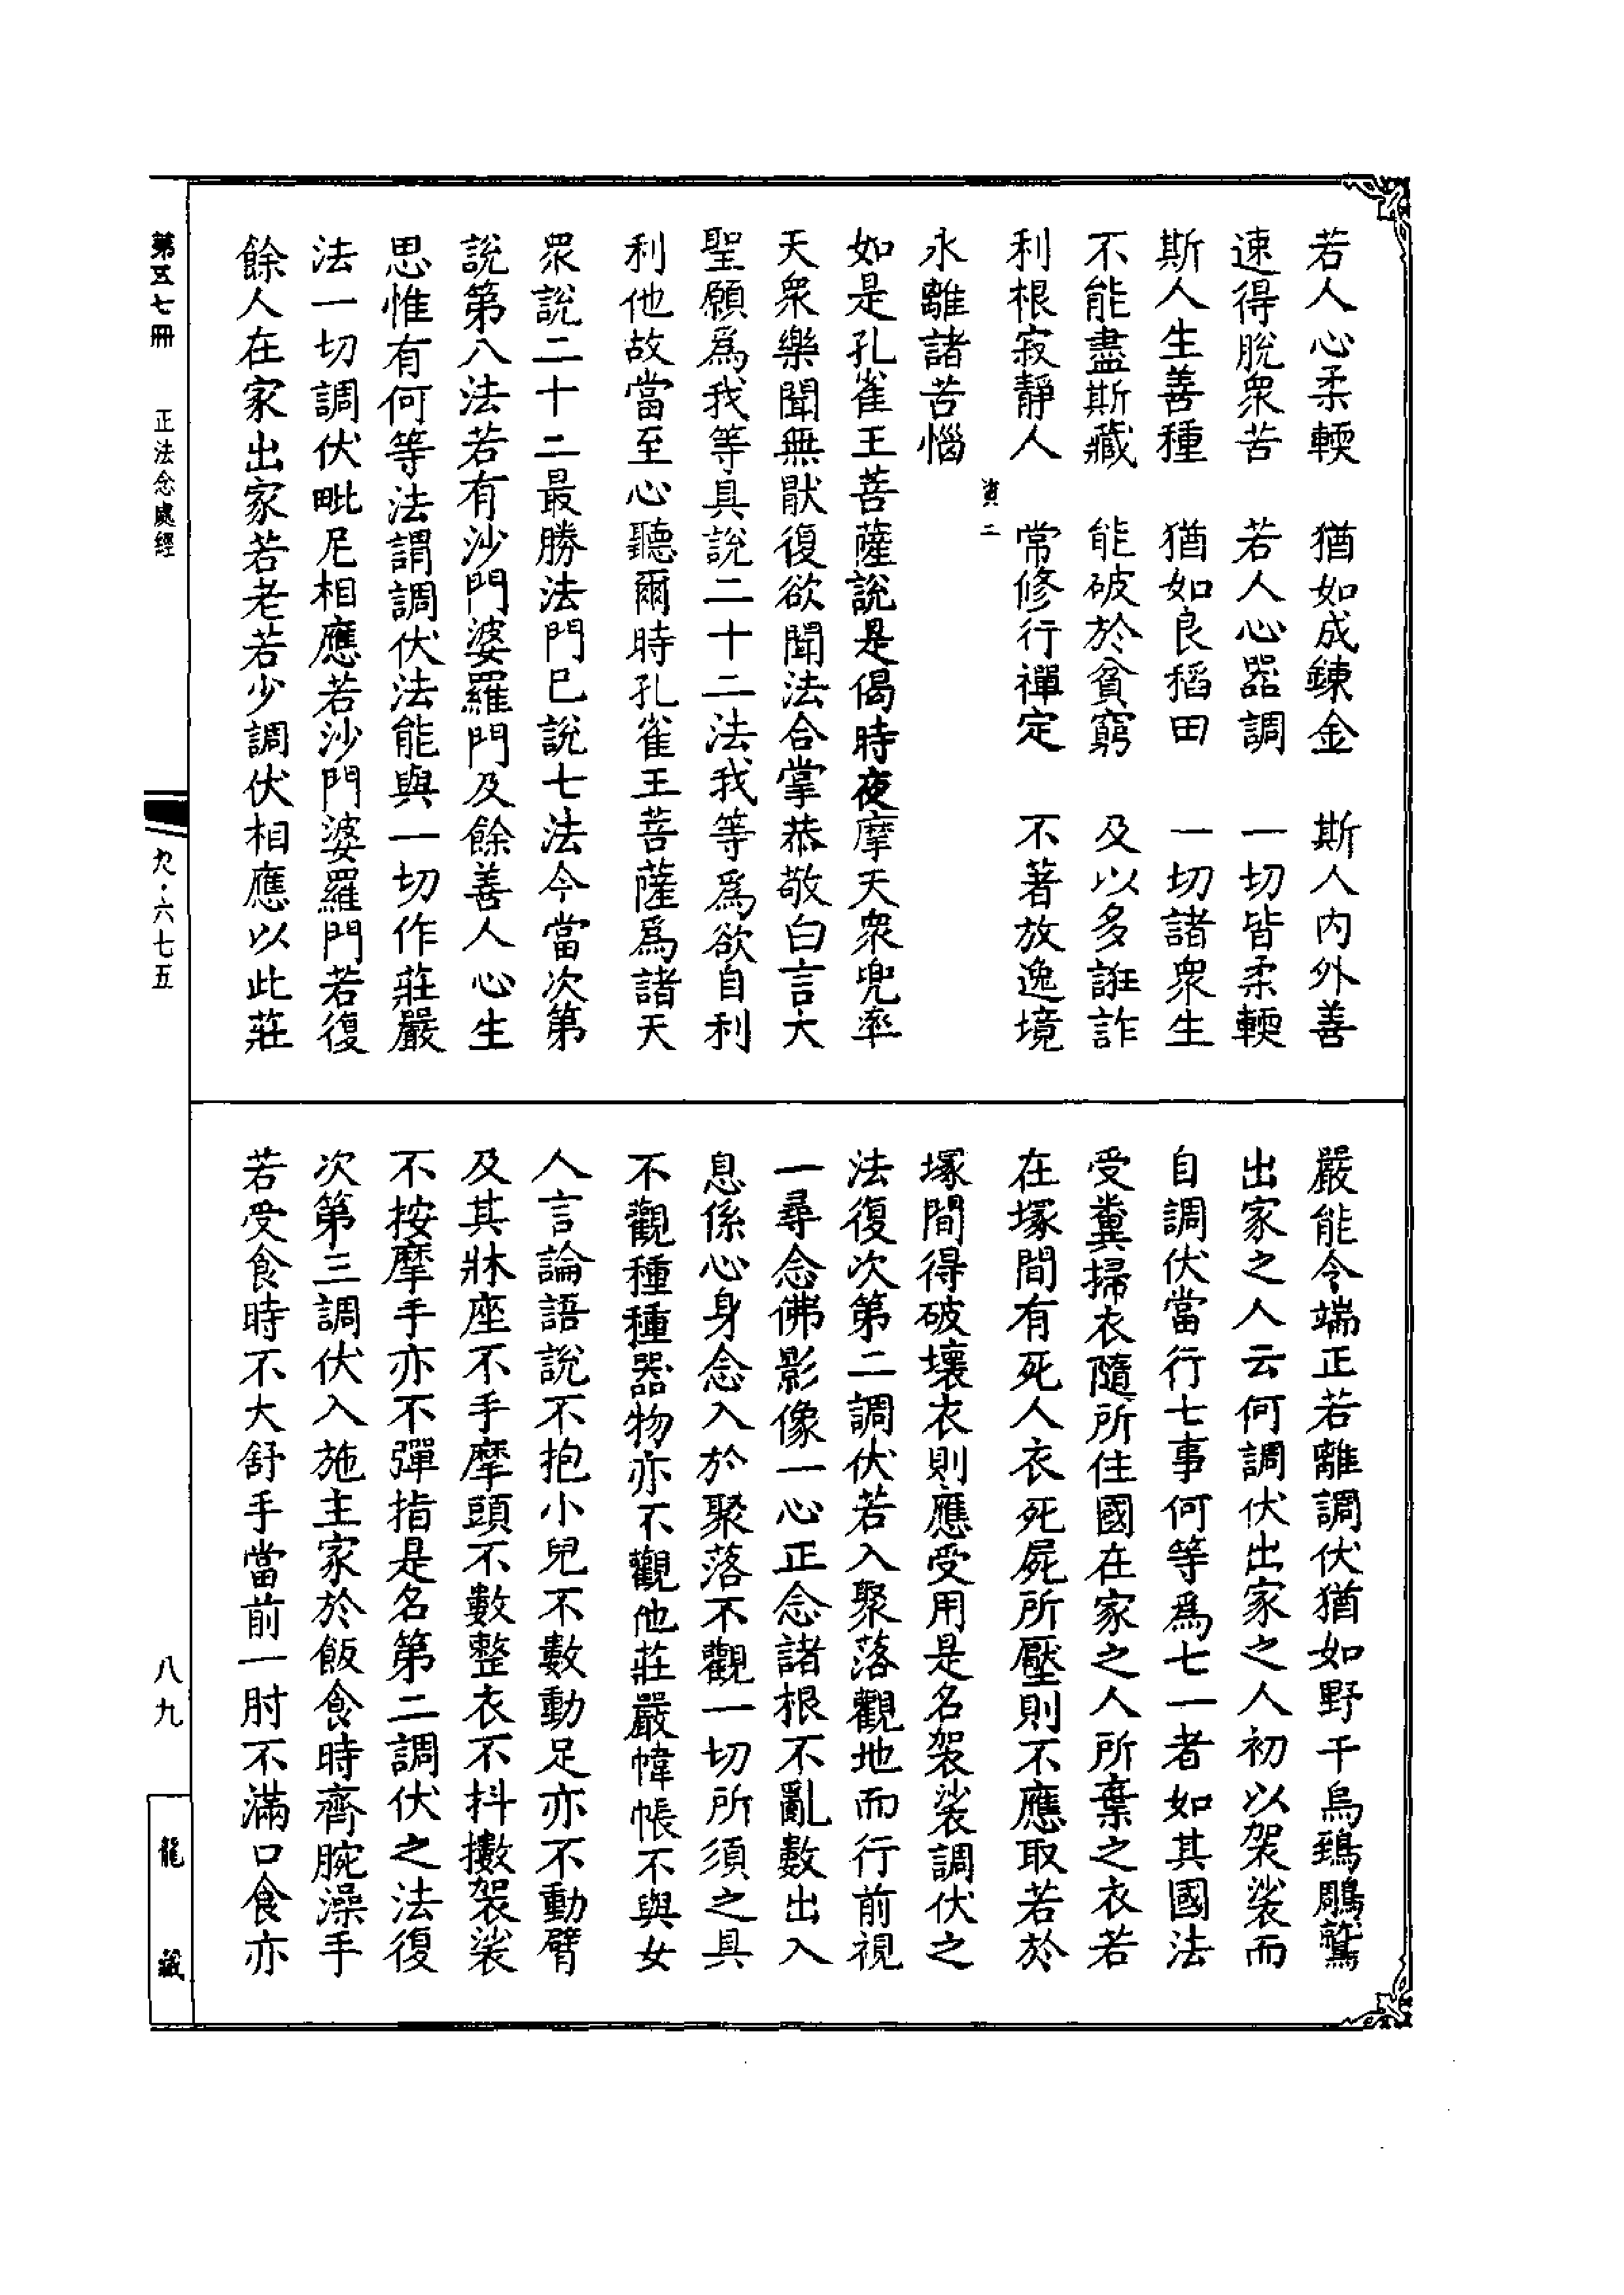 若人心柔輭　猶如成鍊金　斯人內外善
速得脫衆苦　若人心器調　一切皆柔輭
斯人生善種　猶如良稻田　一切諸衆生
不能盡斯藏　能破於貧窮　及以多誑詐
利根寂靜人　常修行禪定　不著放逸境
永離諸苦惱
如是孔雀王菩薩說是偈時夜摩天衆兜率
天衆樂聞無猒復欲聞法合掌恭敬白言大
聖願爲我等具說二十二法我等爲欲自利
利他故當至心聽爾時孔雀王菩薩爲諸天
衆說二十二最勝法門已說七法今當次第
說第八法若有沙門婆羅門及餘善人心生
思惟有何等法謂調伏法能與一切作莊嚴
法一切調伏毗尼相應若沙門婆羅門若復
餘人在家出家若老若少調伏相應以此莊
嚴能令端正若離調伏猶如野干烏鵄鵰鷲
出家之人云何調伏出家之人初以袈裟而
自調伏當行七事何等爲七一者如其國法
受糞掃衣隨所住國在家之人所棄之衣若
在塚間有死人衣死屍所壓則不應取若於
塚間得破壞衣則應受用是名袈裟調伏之
法復次第二調伏若入聚落觀地而行前視
一尋念佛影像一心正念諸根不亂數出入
息係心身念入於聚落不觀一切所須之具
不觀種種器物亦不觀他莊嚴幃帳不與女
人言論語說不抱小兒不數動足亦不動臂
及其牀座不手摩頭不數整衣不抖擻袈裟
不按摩手亦不彈指是名第二調伏之法復
次第三調伏入施主家於飯食時齊腕澡手
若受食時不大舒手當前一肘不滿口食亦
第五七冊　正法念處經
九·六七五
八九
龍藏